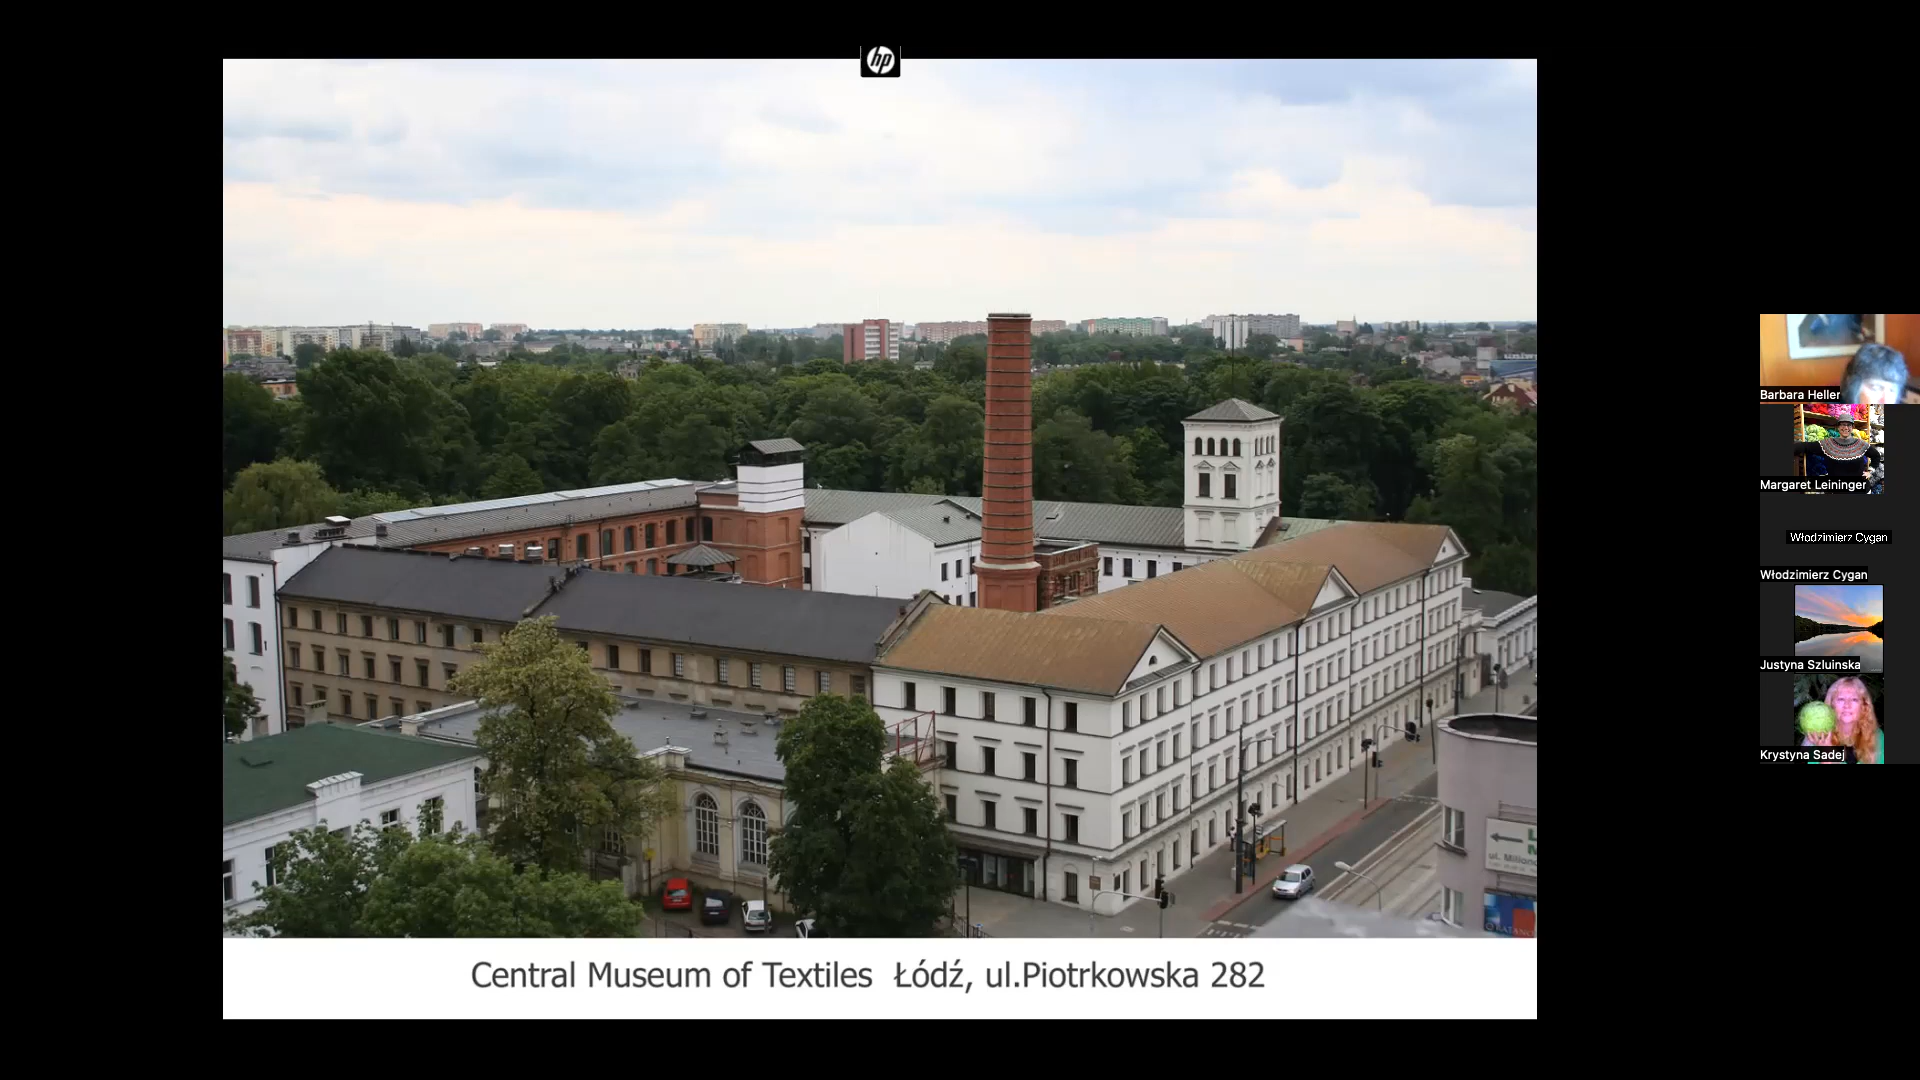 hp
Central Museum of Textiles Łódź, ul.Piotrkowska 282
Barbara Heller
Margaret Leininger
Włodzimierz Cygan
Włodzimierz Cygan
Justyna Szluinska
Krystyna Sadej